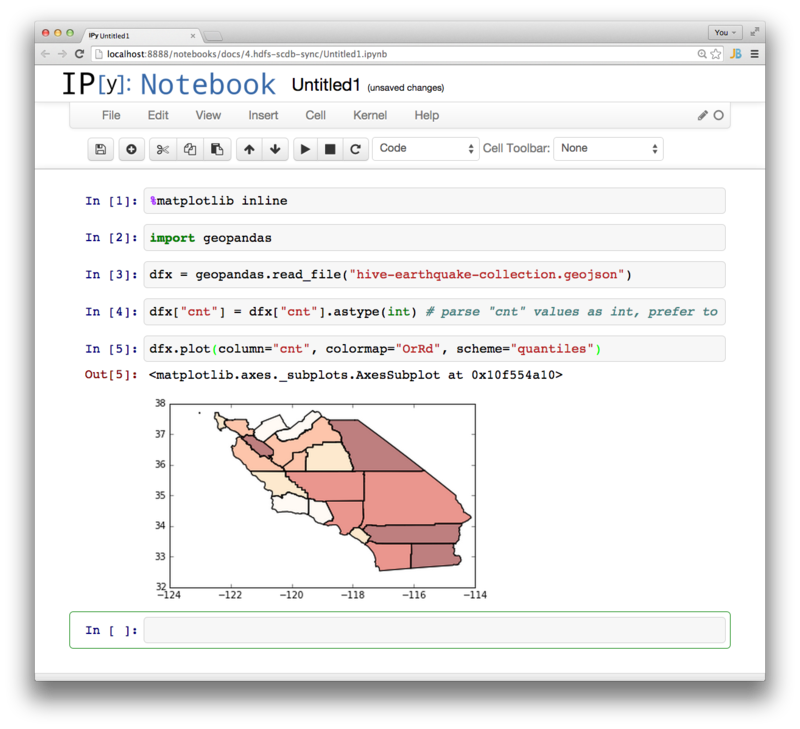 IPy Untitled1
You
localhost:8888/notebooks/docs/4.hdfs-scdb-sync/Untitled1.ipynb
JB
IP[y]: Notebook Untitled1 (unsaved changes)
File Edit View Insert Cell Kernel Help
Code Cell Toolbar: None
In [1]: %matplotlib inline
In [2]: import geopandas
In [3]: dfx = geopandas.read_file("hive-earthquake-collection.geojson")
In [4]: dfx["cnt"] = dfx["cnt"].astype(int) # parse "cnt" values as int, prefer to
In [5]: dfx.plot(column="cnt", colormap="OrRd", scheme="quantiles")
Out[5]: <matplotlib.axes._subplots.AxesSubplot at 0x10f554a10>
38
37
36
35
34
33
32
−124 −122 −120 −118 −116 −114
In [ ]: